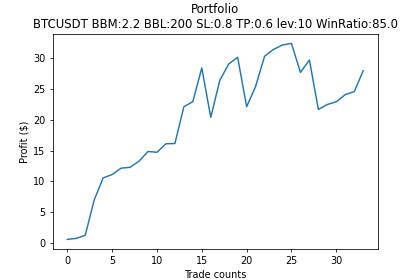 Portfolio
BTCUSDT BBM:2.2 BBL:200 SL:0.8 TP:0.6 lev:10 WinRatio:85.0
30
25
20
15
10
5
0
Profit ($)
0 5 10 15 20 25 30
Trade counts